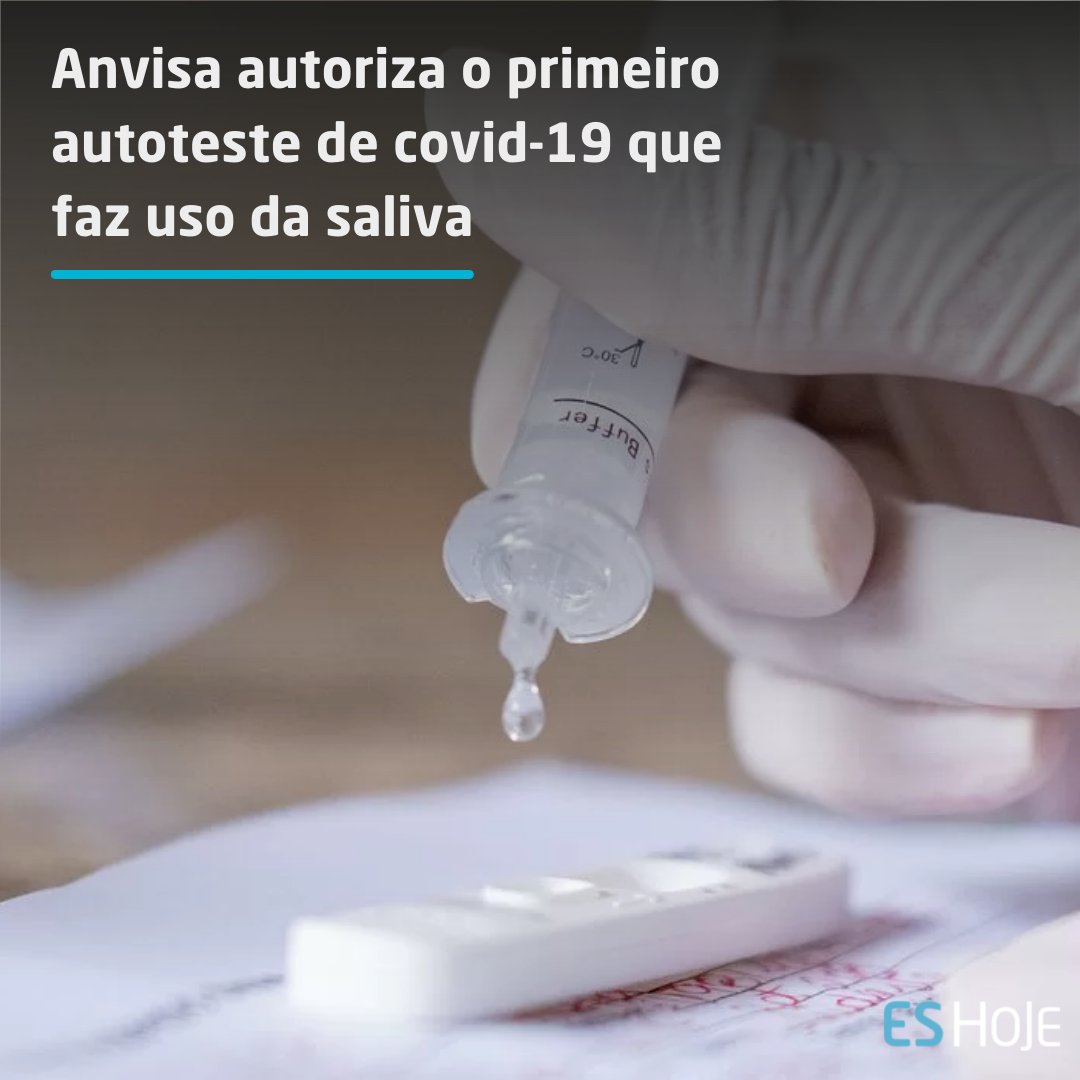 Anvisa autoriza o primeiro
autoteste de covid-19 que
faz uso da saliva
30°C
Buffer
ES HOJE